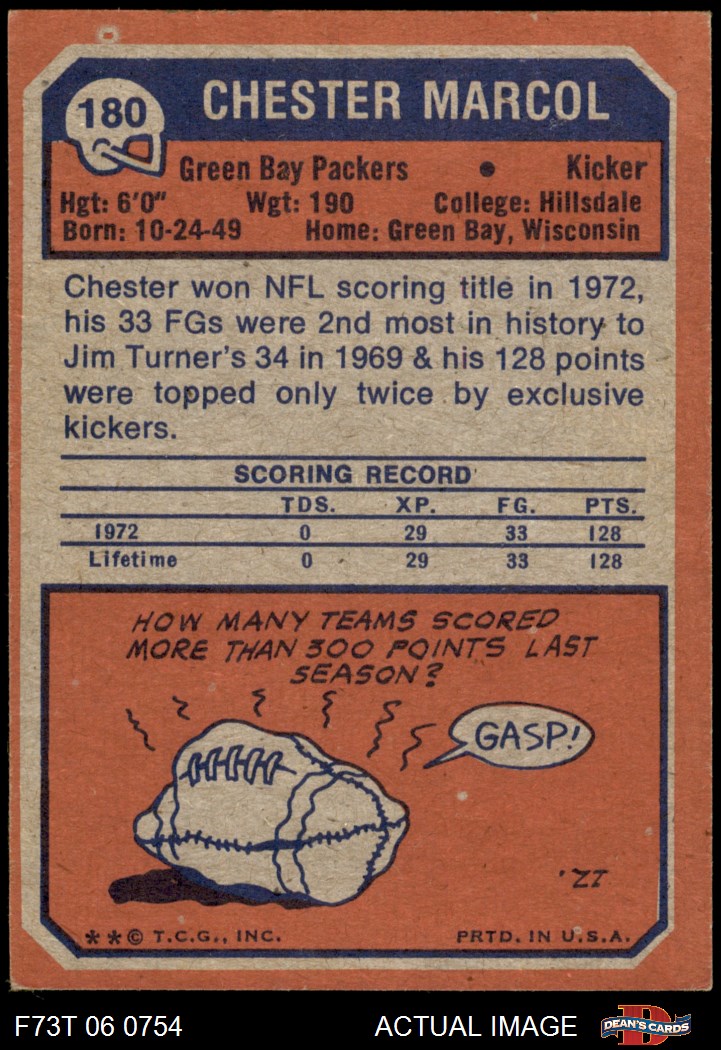 180
CHESTER MARCOL
Green Bay Packers • Kicker
Hgt: 6'0" Wgt: 190 College: Hillsdale
Born: 10-24-49 Home: Green Bay, Wisconsin
Chester won NFL scoring title in 1972,
his 33 FGs were 2nd most in history to
Jim Turner's 34 in 1969 & his 128 points
were topped only twice by exclusive
kickers.
SCORING RECORD
TDS. XP. FG. PTS.
1972 0 29 33 128
Lifetime 0 29 33 128
HOW MANY TEAMS SCORED
MORE THAN 300 POINTS LAST
SEASON?
GASP!
'ZI
**© T.C.G., INC. PRTD. IN U.S.A.
F73T 06 0754 ACTUAL IMAGE D DEAN'S CARDS